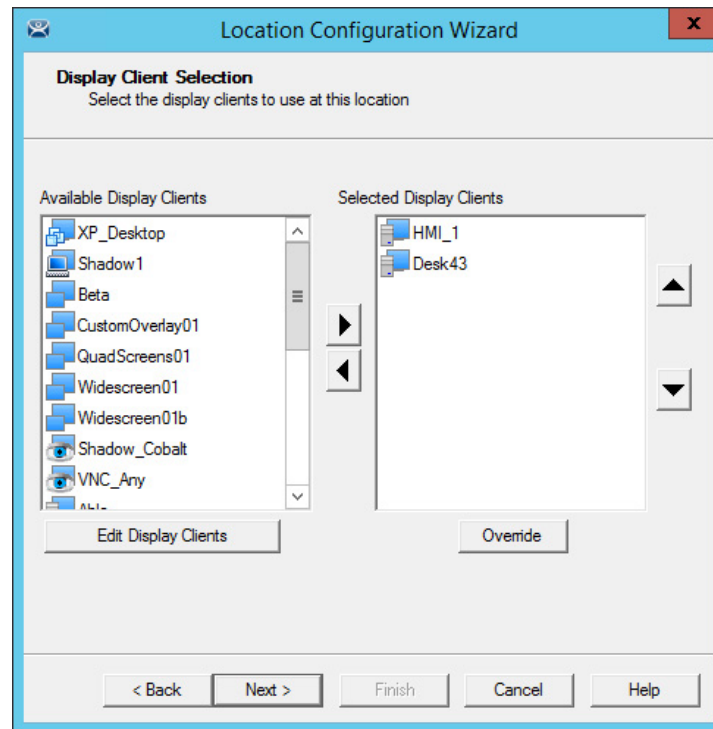 Location Configuration Wizard
x
Display Client Selection
Select the display clients to use at this location
Available Display Clients
Selected Display Clients
XP_Desktop
Shadow1
Beta
CustomOverlay01
QuadScreens01
Widescreen01
Widescreen01b
Shadow_Cobalt
VNC_Any
HMI_1
Desk43
Edit Display Clients
Override
< Back
Next >
Finish
Cancel
Help